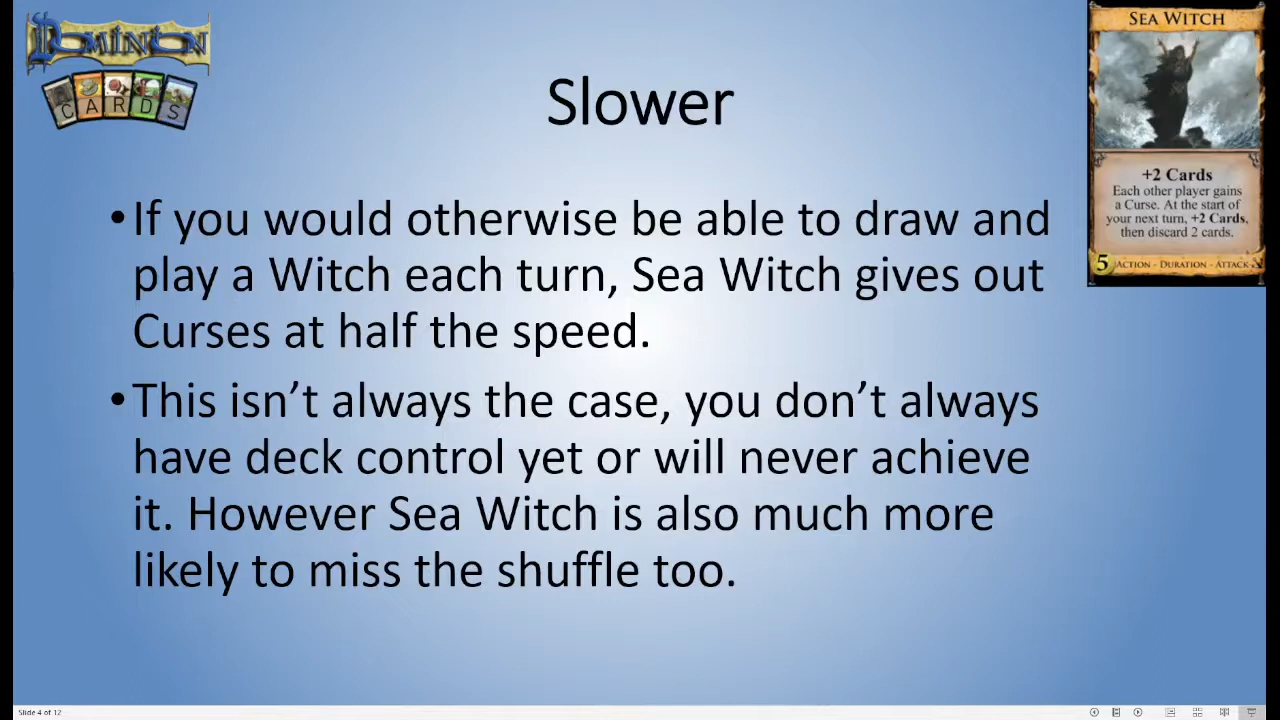 DOMINION
CARDS
Slower
•If you would otherwise be able to draw and
play a Witch each turn, Sea Witch gives out
Curses at half the speed.
•This isn’t always the case, you don’t always
have deck control yet or will never achieve
it. However Sea Witch is also much more
likely to miss the shuffle too.
SEA WITCH
+2 Cards
Each other player gains
a Curse. At the start of
your next turn, +2 Cards,
then discard 2 cards.
5 ACTION - DURATION - ATTACK
Slide 4 of 12